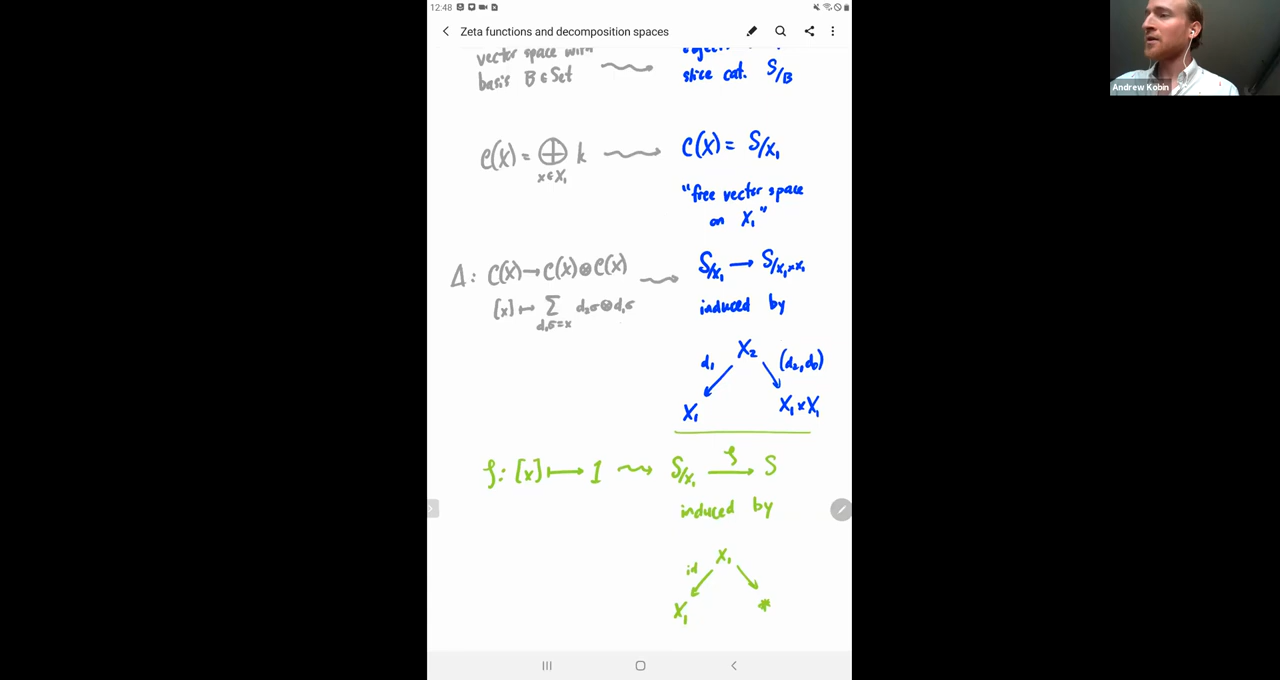 12:48
Zeta functions and decomposition spaces
Andrew Kobin
vector space with
basis B ∈ Set ⇝ slice cat. S/B
C(X) = ⊕ k ⇝ C(X) = S/X₁
x ∈ X₁
"free vector space
on X₁"
Δ: C(X) → C(X) ⊗ C(X) ⇝ S/X₁ → S/X₁×X₁
[x] ↦ Σ d₂σ ⊗ d₁σ induced by
d₁σ = x
X₂
d₁ (d₂, d₀)
X₁ X₁ × X₁
ζ: [x] ↦ 1 ⇝ S/X₁ →ζ S
induced by
X₁
id
X₁ *